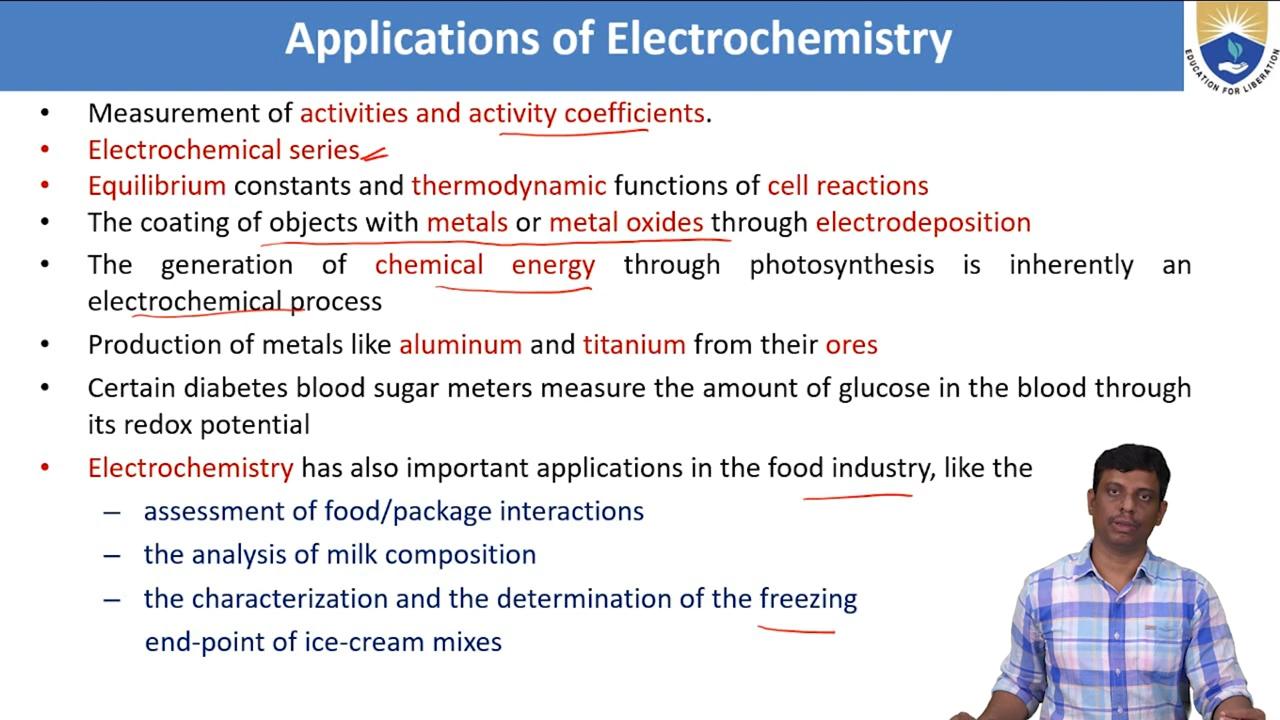 Applications of Electrochemistry
EDUCATION FOR LIBERATION
• Measurement of activities and activity coefficients.
• Electrochemical series
• Equilibrium constants and thermodynamic functions of cell reactions
• The coating of objects with metals or metal oxides through electrodeposition
• The generation of chemical energy through photosynthesis is inherently an
electrochemical process
• Production of metals like aluminum and titanium from their ores
• Certain diabetes blood sugar meters measure the amount of glucose in the blood through
its redox potential
• Electrochemistry has also important applications in the food industry, like the
– assessment of food/package interactions
– the analysis of milk composition
– the characterization and the determination of the freezing
end-point of ice-cream mixes